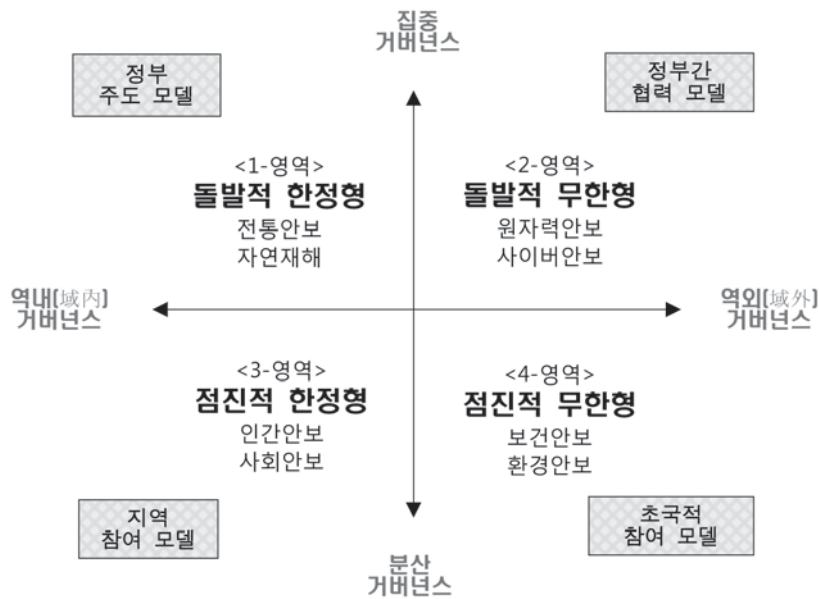 집중
거버넌스
정부
주도 모델
정부간
협력 모델
<1-영역>
돌발적 한정형
전통안보
자연재해
<2-영역>
돌발적 무한형
원자력안보
사이버안보
역내(域內)
거버넌스
역외(域外)
거버넌스
<3-영역>
점진적 한정형
인간안보
사회안보
<4-영역>
점진적 무한형
보건안보
환경안보
지역
참여 모델
초국적
참여 모델
분산
거버넌스